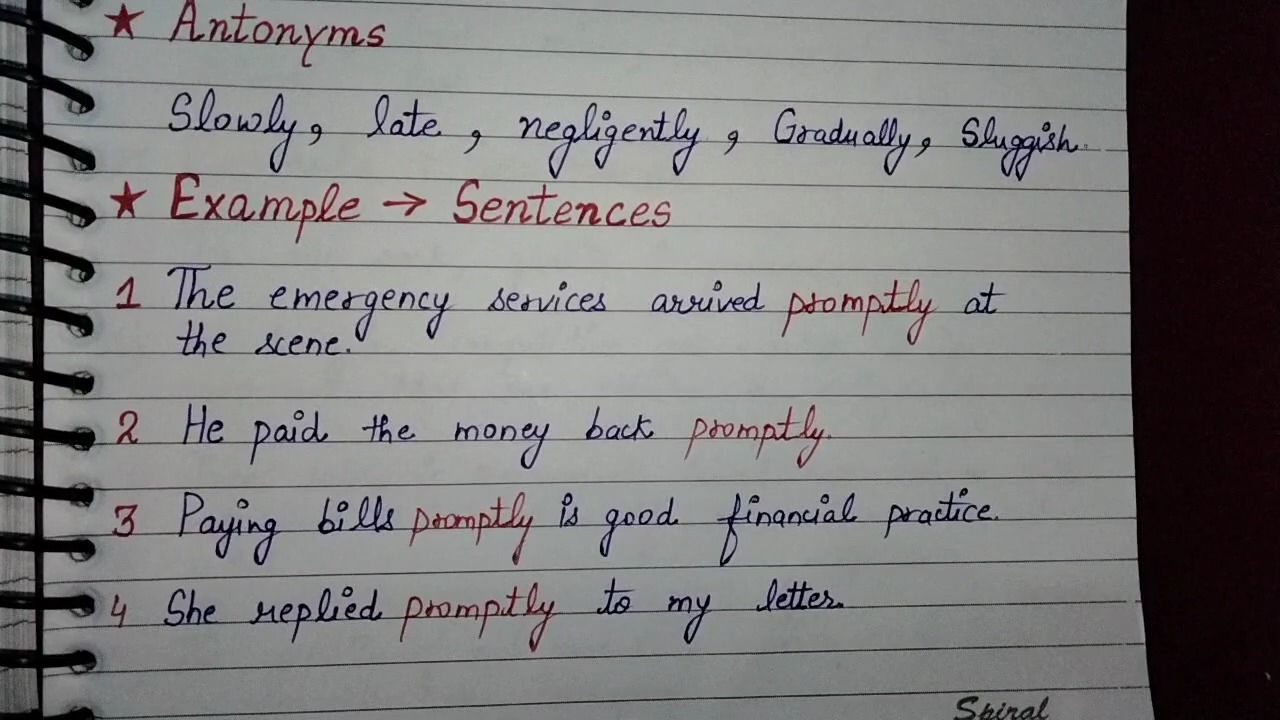 ★ Antonyms
Slowly, late, negligently, Gradually, Sluggish.
★ Example → Sentences
1 The emergency services arrived promptly at
the scene.
2 He paid the money back promptly.
3 Paying bills promptly is good financial practice.
4 She replied promptly to my letter.
Spiral